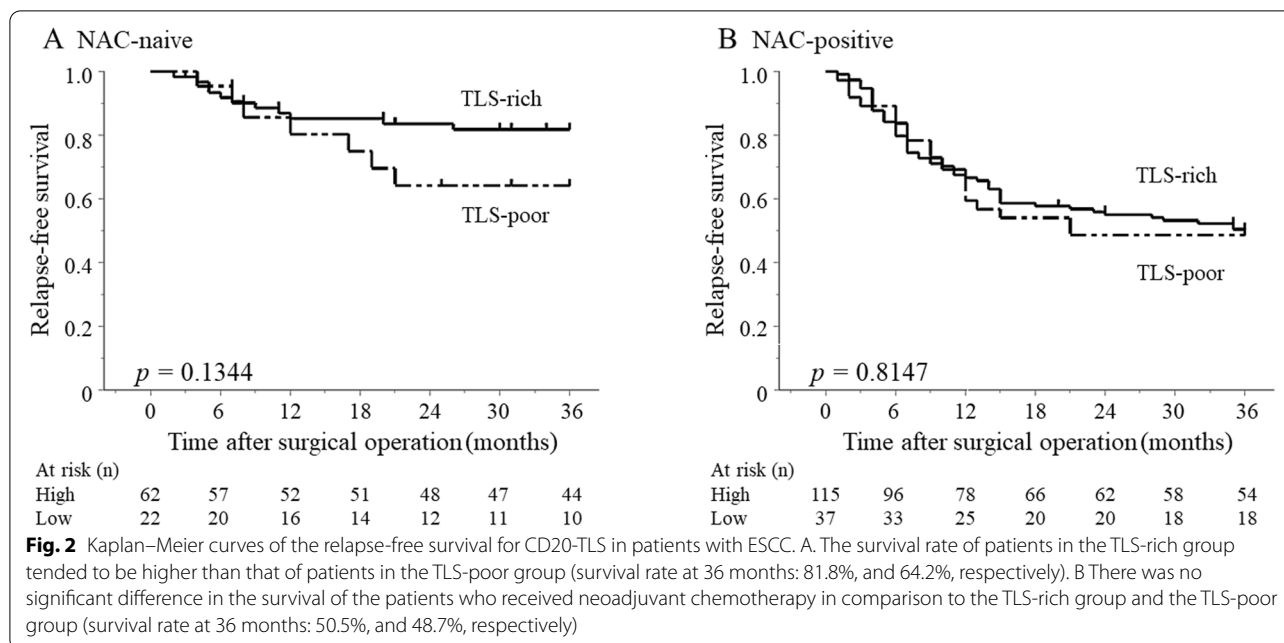 A NAC-naive
1.0
0.8
0.6
0.4
0.2
0
Relapse-free survival
TLS-rich
TLS-poor
p = 0.1344
0 6 12 18 24 30 36
Time after surgical operation (months)
At risk (n)
High 62 57 52 51 48 47 44
Low 22 20 16 14 12 11 10
B NAC-positive
1.0
0.8
0.6
0.4
0.2
0
Relapse-free survival
TLS-rich
TLS-poor
p = 0.8147
0 6 12 18 24 30 36
Time after surgical operation (months)
At risk (n)
High 115 96 78 66 62 58 54
Low 37 33 25 20 20 18 18
Fig. 2 Kaplan–Meier curves of the relapse-free survival for CD20-TLS in patients with ESCC. A. The survival rate of patients in the TLS-rich group
tended to be higher than that of patients in the TLS-poor group (survival rate at 36 months: 81.8%, and 64.2%, respectively). B There was no
significant difference in the survival of the patients who received neoadjuvant chemotherapy in comparison to the TLS-rich group and the TLS-poor
group (survival rate at 36 months: 50.5%, and 48.7%, respectively)